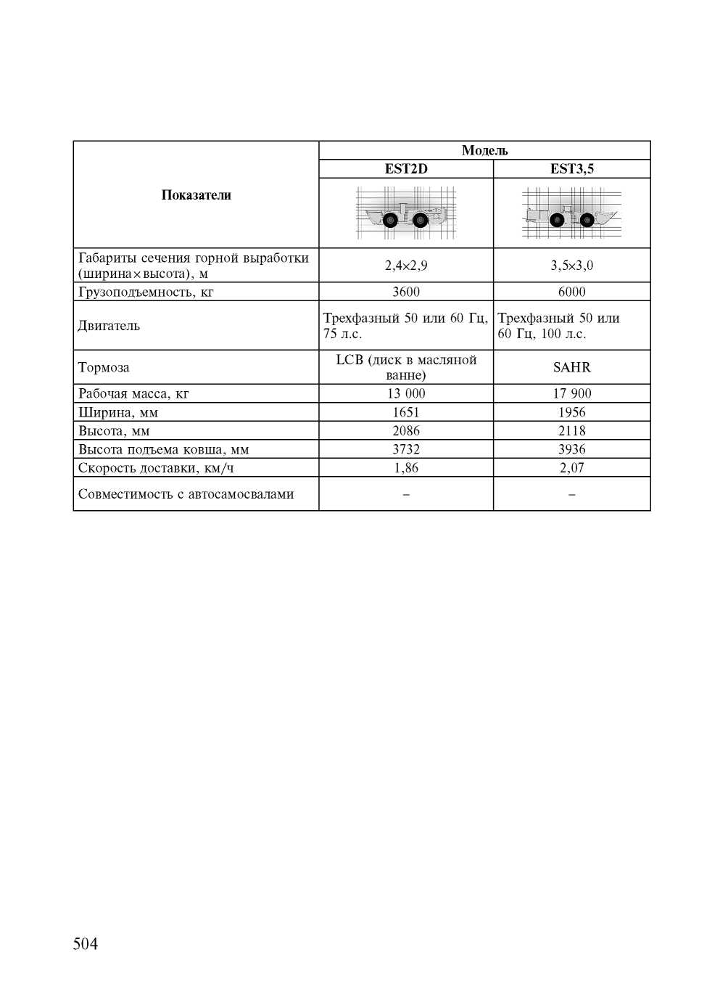 Показатели
Модель
EST2D
EST3,5
Габариты сечения горной выработки
(ширина×высота), м
2,4×2,9
3,5×3,0
Грузоподъемность, кг
3600
6000
Двигатель
Трехфазный 50 или 60 Гц,
75 л.с.
Трехфазный 50 или
60 Гц, 100 л.с.
Тормоза
LCB (диск в масляной
ванне)
SAHR
Рабочая масса, кг
13 000
17 900
Ширина, мм
1651
1956
Высота, мм
2086
2118
Высота подъема ковша, мм
3732
3936
Скорость доставки, км/ч
1,86
2,07
Совместимость с автосамосвалами
–
–
504